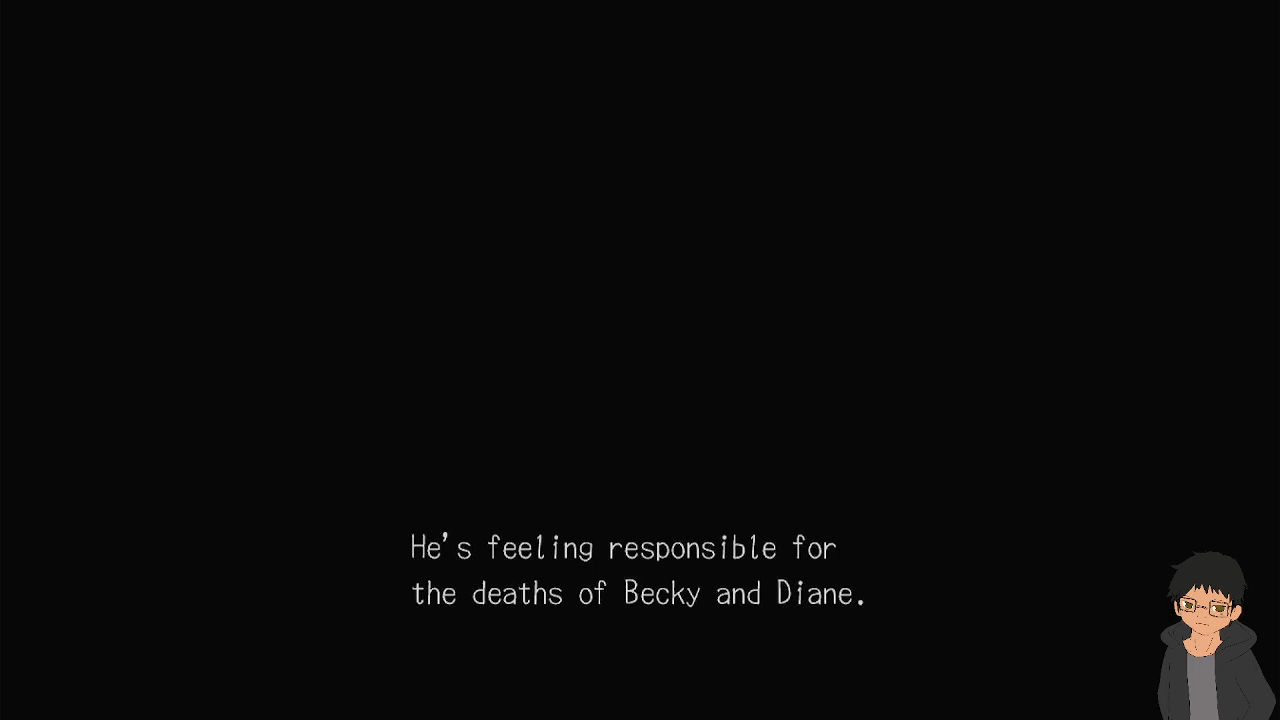 He's feeling responsible for
the deaths of Becky and Diane.